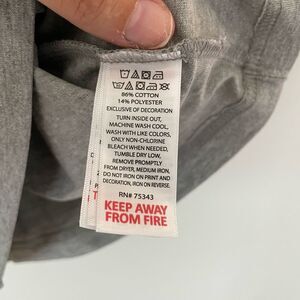 86% COTTON
14% POLYESTER
EXCLUSIVE OF DECORATION
TURN INSIDE OUT,
MACHINE WASH COOL,
WASH WITH LIKE COLORS,
ONLY NON-CHLORINE
BLEACH WHEN NEEDED,
TUMBLE DRY LOW,
REMOVE PROMPTLY
FROM DRYER, MEDIUM IRON,
DO NOT IRON ON PRINT AND
DECORATION, IRON ON REVERSE.
RN# 75343
KEEP AWAY
FROM FIRE